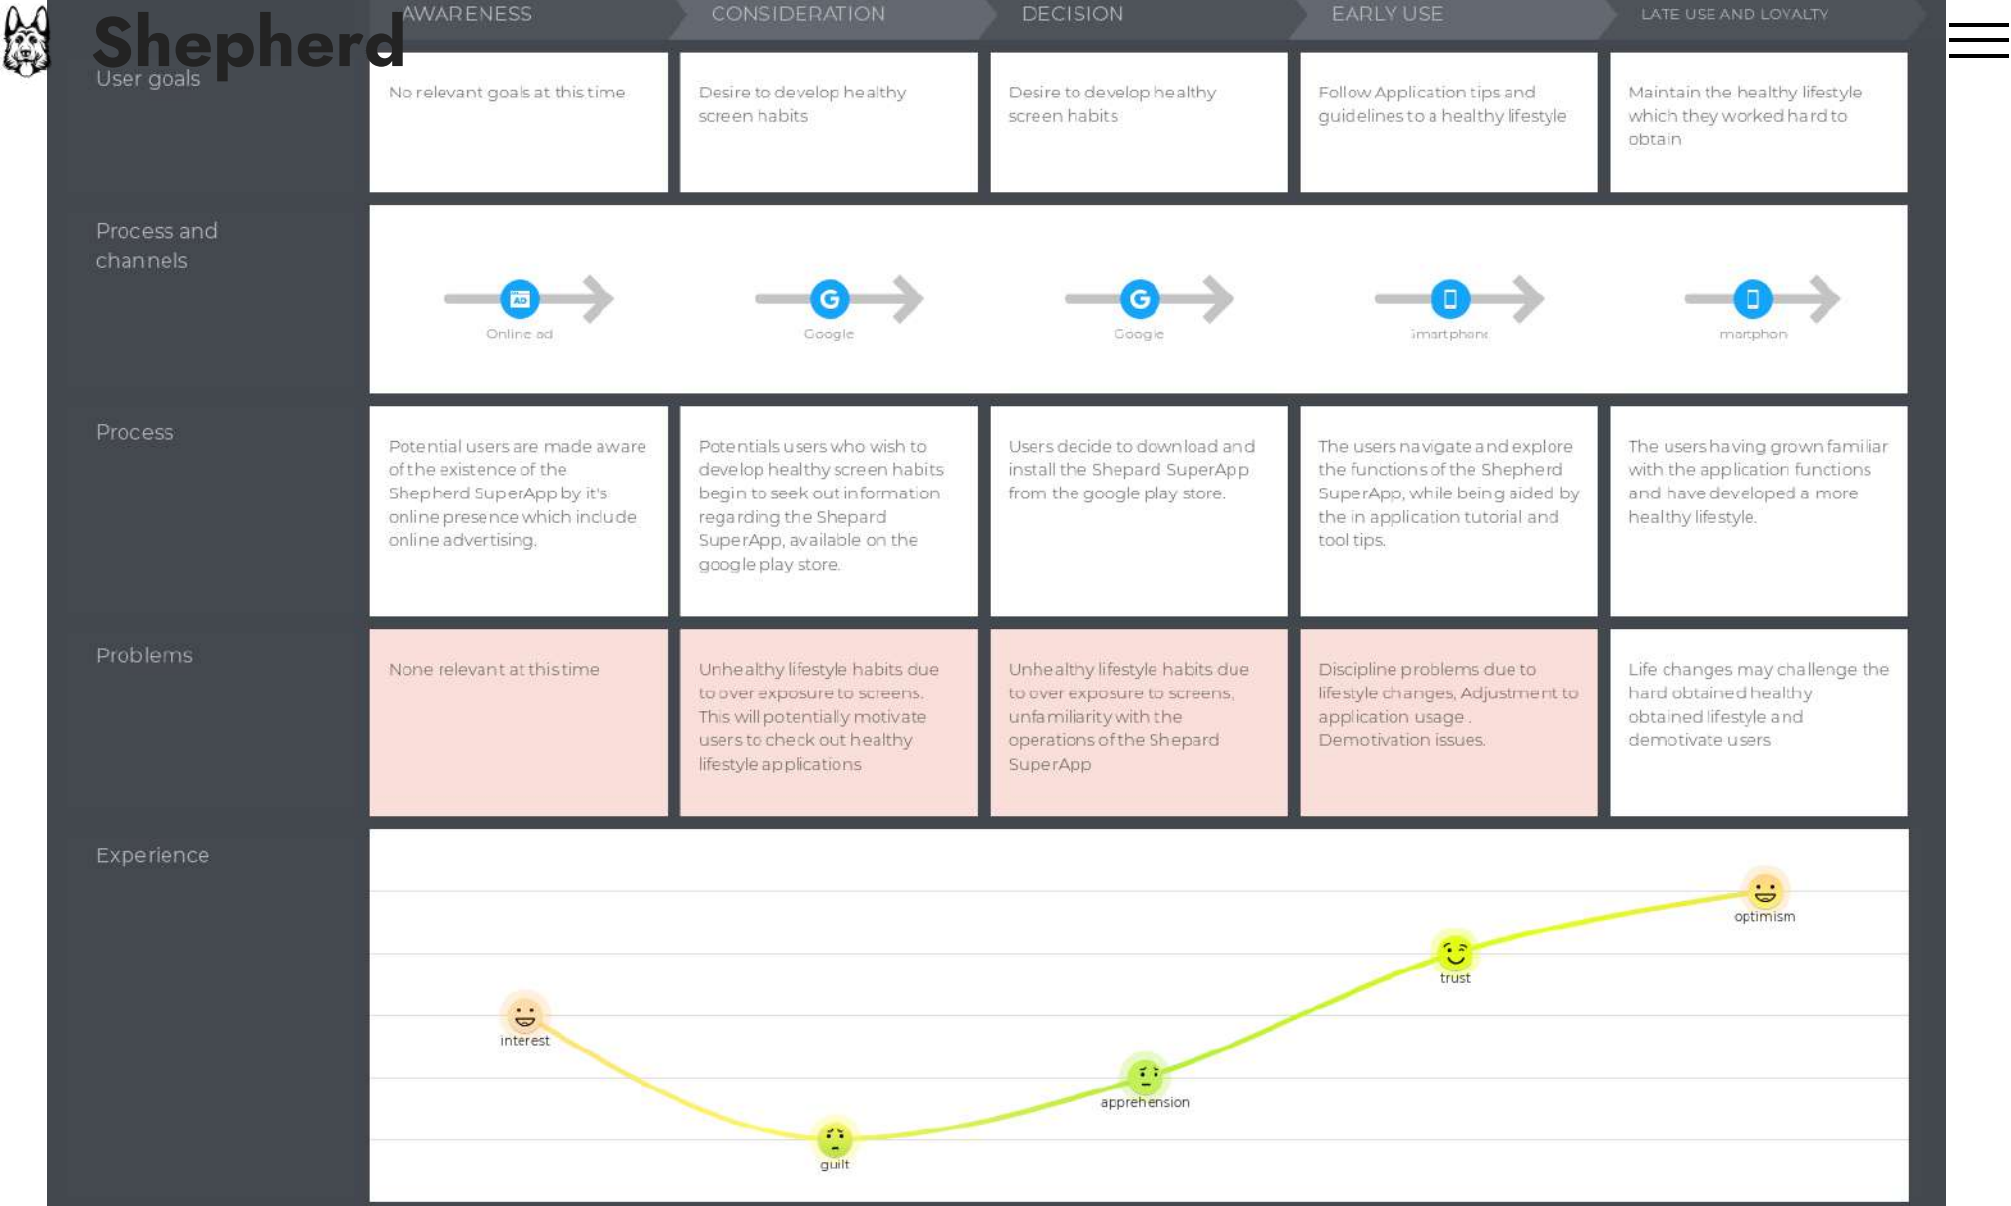 Shepherd
AWARENESS
CONSIDERATION
DECISION
EARLY USE
LATE USE AND LOYALTY
User goals
No relevant goals at this time
Desire to develop healthy
screen habits
Desire to develop healthy
screen habits
Follow Application tips and
guidelines to a healthy lifestyle
Maintain the healthy lifestyle
which they worked hard to
obtain
Process and
channels
AD
Online ad
G
Google
G
Google
martphon
martphon
Process
Potential users are made aware
of the existence of the
Shepherd SuperApp by it's
online presence which include
online advertising.
Potentials users who wish to
develop healthy screen habits
begin to seek out information
regarding the Shepard
SuperApp, available on the
google play store.
Users decide to download and
install the Shepard SuperApp
from the google play store.
The users navigate and explore
the functions of the Shepherd
SuperApp, while being aided by
the in application tutorial and
tool tips.
The users having grown familiar
with the application functions
and have developed a more
healthy lifestyle.
Problems
None relevant at this time
Unhealthy lifestyle habits due
to over exposure to screens.
This will potentially motivate
users to check out healthy
lifestyle applications
Unhealthy lifestyle habits due
to over exposure to screens,
unfamiliarity with the
operations of the Shepard
SuperApp
Discipline problems due to
lifestyle changes, Adjustment to
application usage .
Demotivation issues.
Life changes may challenge the
hard obtained healthy
obtained lifestyle and
demotivate users
Experience
interest
guilt
apprehension
trust
optimism